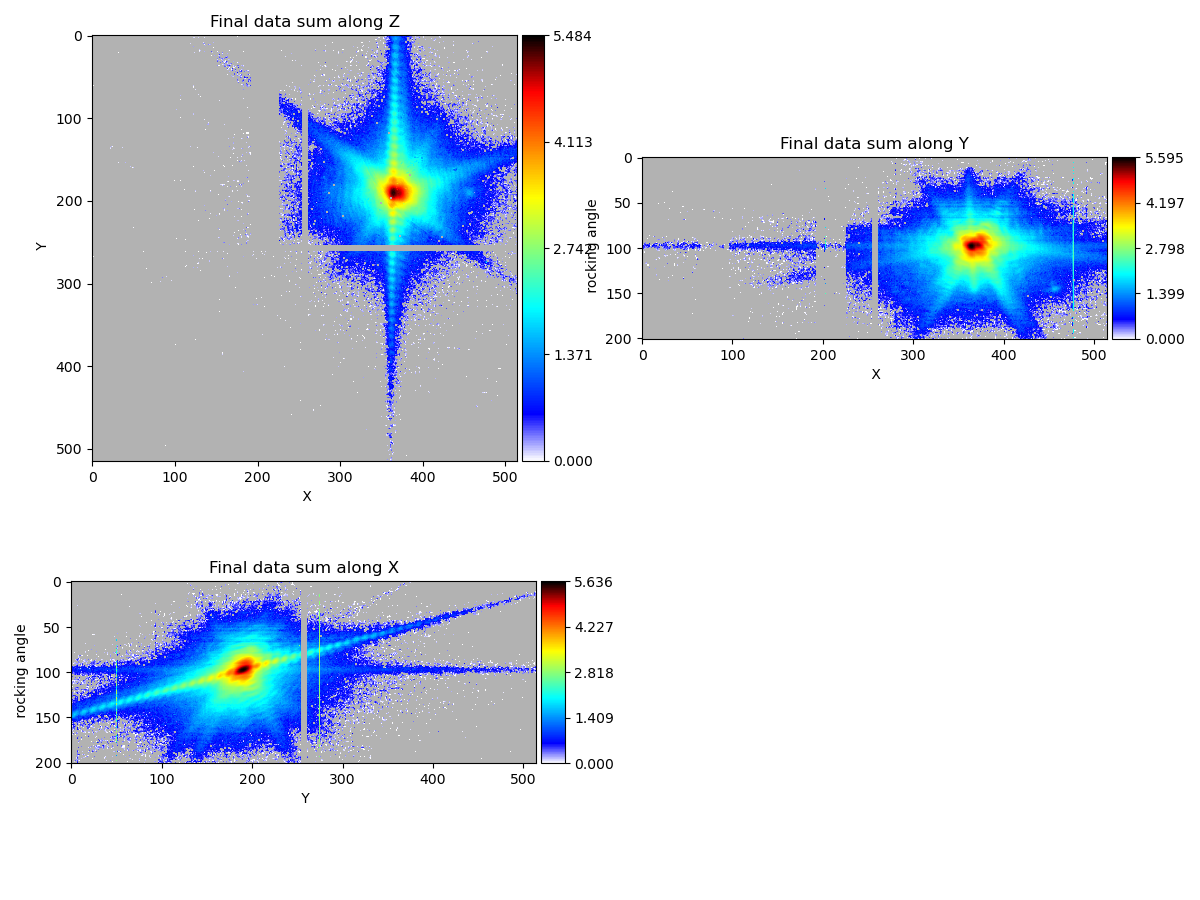 Final data sum along Z
0
100
200
300
400
500
Y
0 100 200 300 400 500
X
5.484
4.113
2.742
1.371
0.000
Final data sum along Y
0
50
100
150
200
rocking angle
0 100 200 300 400 500
X
5.595
4.197
2.798
1.399
0.000
Final data sum along X
0
50
100
150
200
rocking angle
0 100 200 300 400 500
Y
5.636
4.227
2.818
1.409
0.000